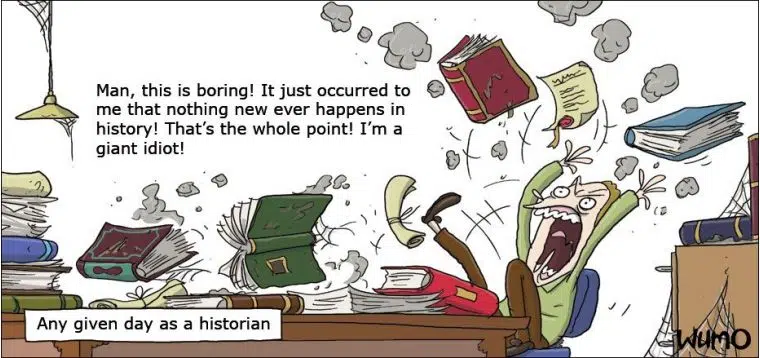 Man, this is boring! It just occurred to
me that nothing new ever happens in
history! That's the whole point! I'm a
giant idiot!
Any given day as a historian
WUMO